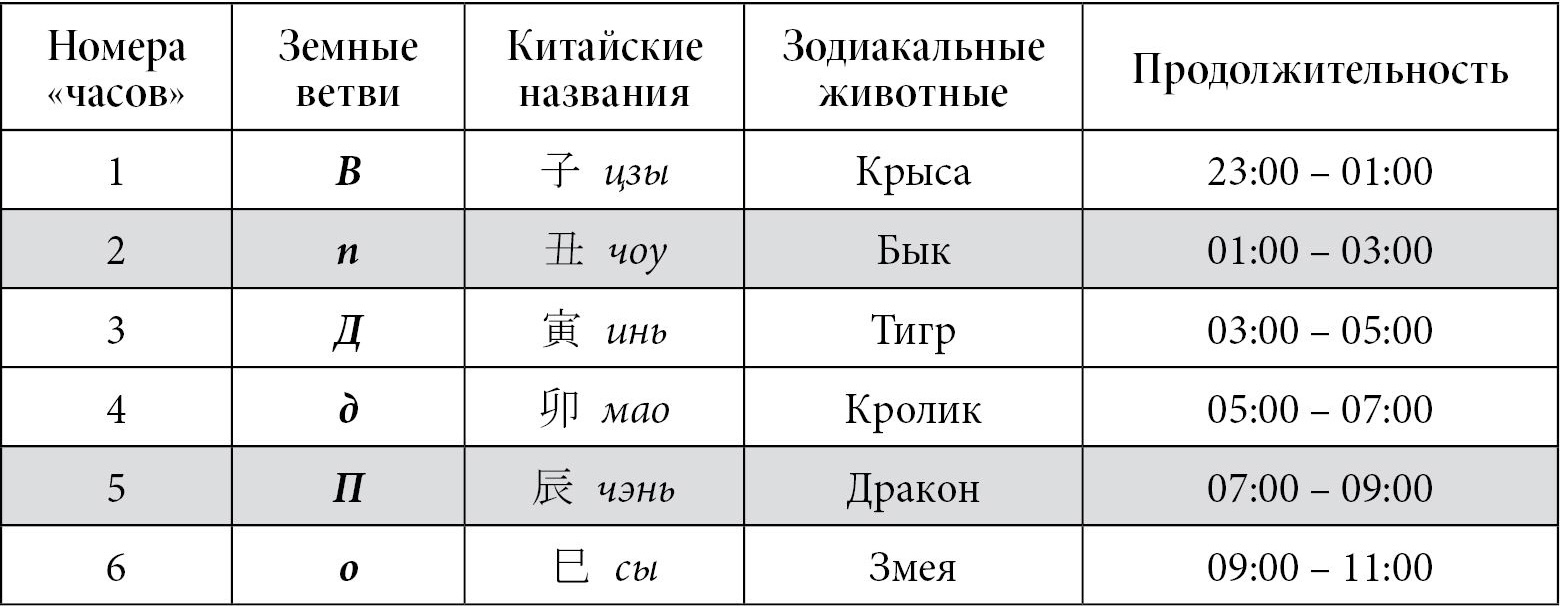 Номера «часов» Земные ветви Китайские названия Зодиакальные животные Продолжительность
1 В 子 цзы Крыса 23:00 – 01:00
2 п 丑 чоу Бык 01:00 – 03:00
3 Д 寅 инь Тигр 03:00 – 05:00
4 д 卯 мао Кролик 05:00 – 07:00
5 П 辰 чэнь Дракон 07:00 – 09:00
6 о 巳 сы Змея 09:00 – 11:00